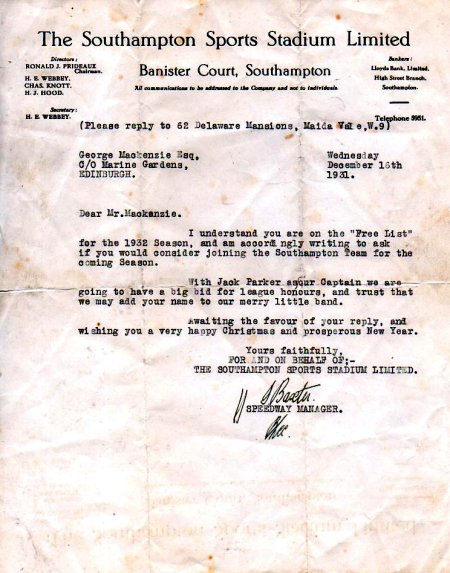 The Southampton Sports Stadium Limited
Directors:
RONALD J. PRIDEAUX
Chairman.
H. E. WEBBEY.
CHAS. KNOTT.
H. J. HOOD.
Secretary:
H. E. WEBBEY.
Banister Court, Southampton
All communications to be addressed to the Company and not to individuals.
Bankers:
Lloyds Bank, Limited.
High Street Branch,
Southampton.
Telephone 5951.
(Please reply to 62 Delaware Mansions, Maida Vale,W.9)
George Mackenzie Esq,
C/O Marine Gardens,
EDINBURGH.
Wednesday
December 16th
1931.
Dear Mr.Mackanzie.
I understand you are on the "Free List"
for the 1932 Season, and am accordingly writing to ask
if you would consider joining the Southampton Team for the
coming Season.
With Jack Parker asour Captain we are
going to have a big bid for league honours, and trust that
we may add your name to our merry little band.
Awaiting the favour of your reply, and
wishing you a very happy Christmas and prosperous New Year.
Yours faithfully,
FOR AND ON BEHALF OF;-
THE SOUTHAMPTON SPORTS STADIUM LIMITED.
Baxter.
SPEEDWAY MANAGER.